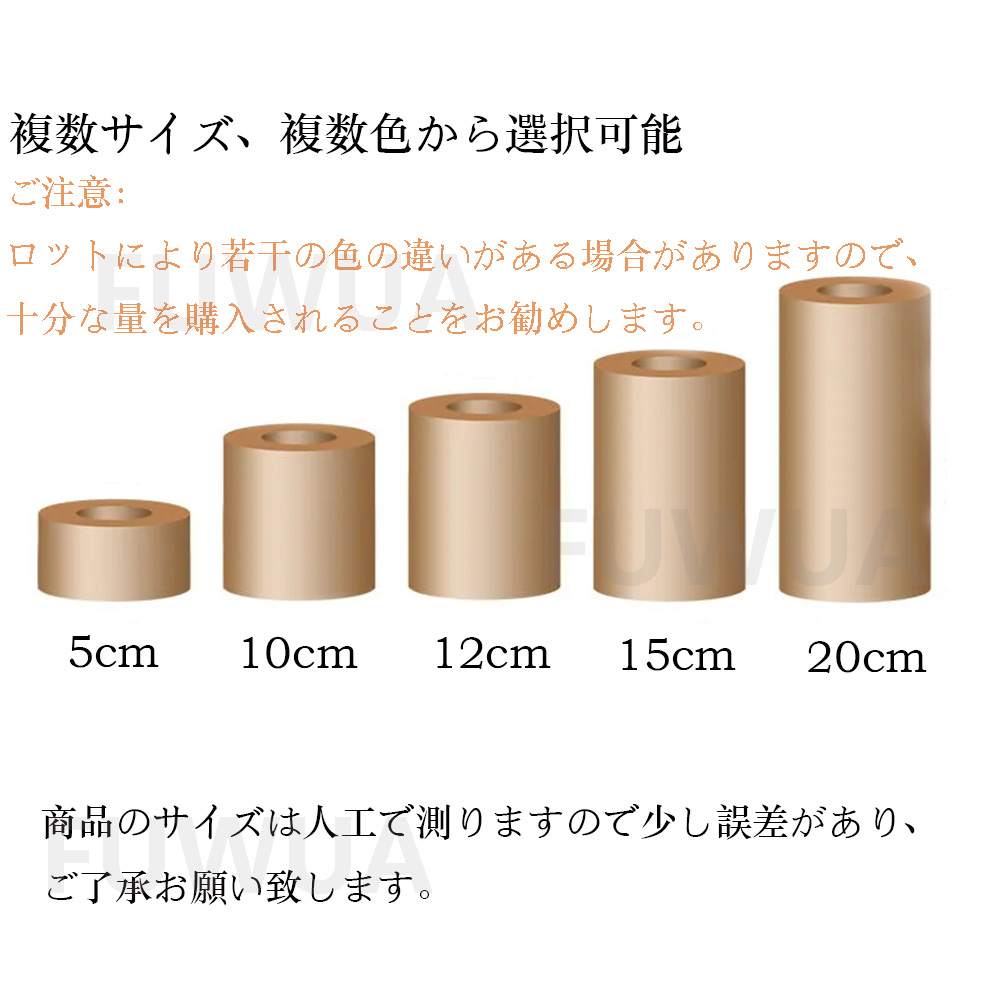 複数サイズ、複数色から選択可能
ご注意:
ロットにより若干の色の違いがある場合がありますので、
十分な量を購入されることをお勧めします。
FUWUA
FUWUA
5cm 10cm 12cm 15cm 20cm
商品のサイズは人工で測りますので少し誤差があり、
ご了承お願い致します。
FUWUA